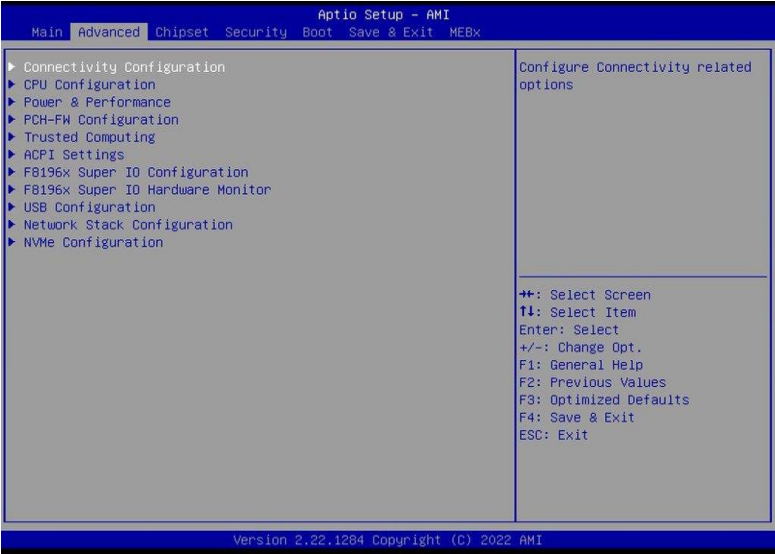 Aptio Setup – AMI
Main Advanced Chipset Security Boot Save & Exit MEBx
Connectivity Configuration
CPU Configuration
Power & Performance
PCH-FW Configuration
Trusted Computing
ACPI Settings
F8196x Super IO Configuration
F8196x Super IO Hardware Monitor
USB Configuration
Network Stack Configuration
NVMe Configuration
Configure Connectivity related
options
→←: Select Screen
↑↓: Select Item
Enter: Select
+/-: Change Opt.
F1: General Help
F2: Previous Values
F3: Optimized Defaults
F4: Save & Exit
ESC: Exit
Version 2.22.1284 Copyright (C) 2022 AMI